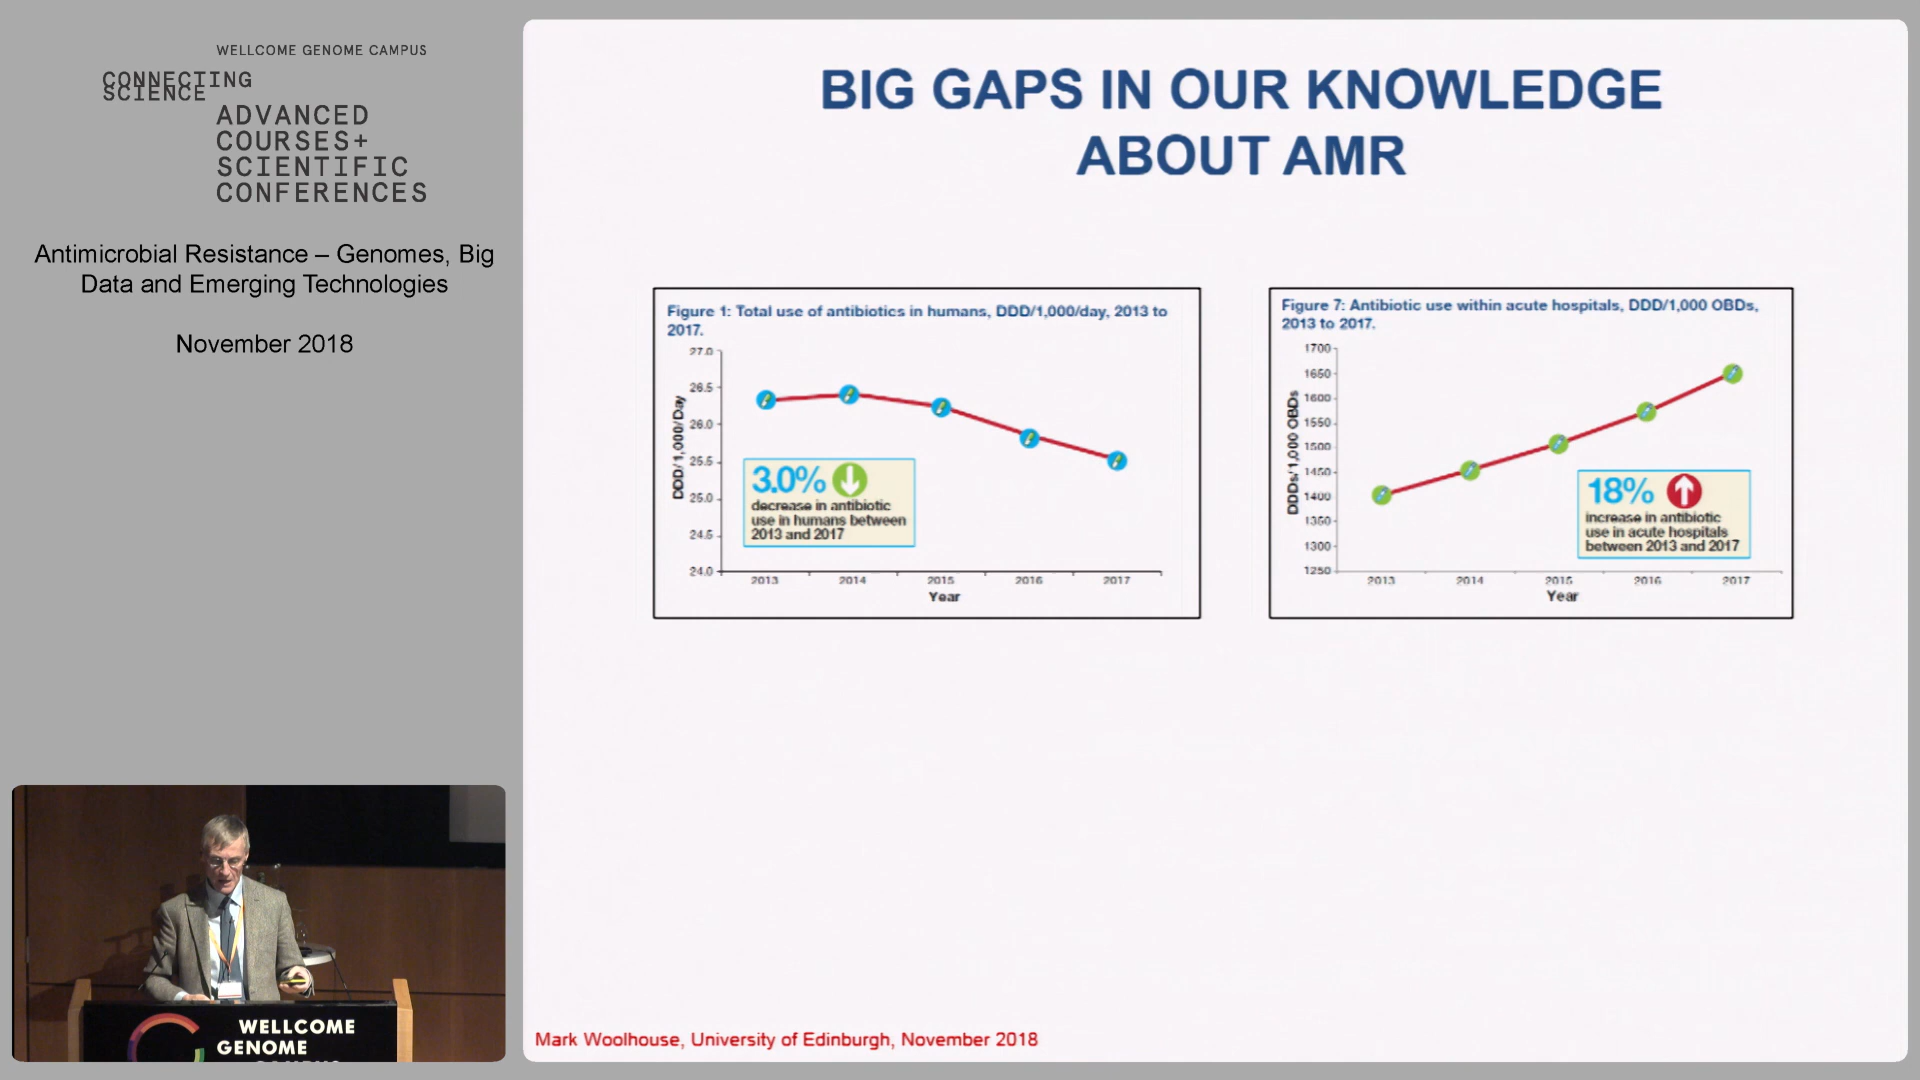 WELLCOME GENOME CAMPUS
CONNECTING
SCIENCE
ADVANCED
COURSES+
SCIENTIFIC
CONFERENCES
Antimicrobial Resistance – Genomes, Big
Data and Emerging Technologies
November 2018
BIG GAPS IN OUR KNOWLEDGE
ABOUT AMR
Figure 1: Total use of antibiotics in humans, DDD/1,000/day, 2013 to
2017.
DDD/1,000/Day
27.0
26.5
26.0
25.5
25.0
24.5
24.0
3.0%
decrease in antibiotic
use in humans between
2013 and 2017
2013 2014 2015 2016 2017
Year
Figure 7: Antibiotic use within acute hospitals, DDD/1,000 OBDs,
2013 to 2017.
DDDs/1,000 OBDs
1700
1650
1600
1550
1500
1450
1400
1350
1300
1250
18%
increase in antibiotic
use in acute hospitals
between 2013 and 2017
2013 2014 2015 2016 2017
Year
WELLCOME
GENOME
Mark Woolhouse, University of Edinburgh, November 2018